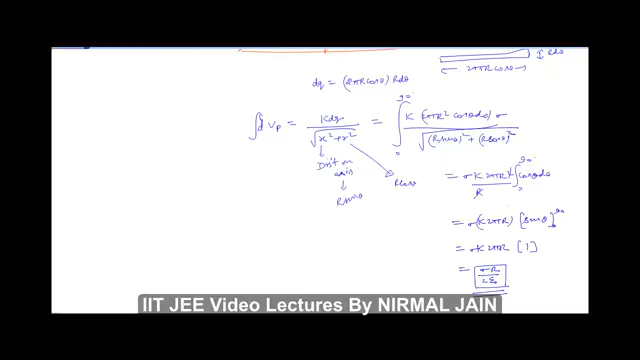 Rdθ
2πR cosθ
dq = (2πR cosθ) Rdθ
∫dVp = Kdq / √(x²+r²) = ∫₀^90° K (2πR² cosθ dθ) σ / √((R sinθ)² + (R cosθ)²)
Dist on
axis
R sinθ
R cosθ
= σ K 2πR² / R ∫₀^90° cosθ dθ
= σ(K 2πR) [sinθ]₀^90
= σK 2πR [1]
= σR / 2ε₀
IIT JEE Video Lectures By NIRMAL JAIN